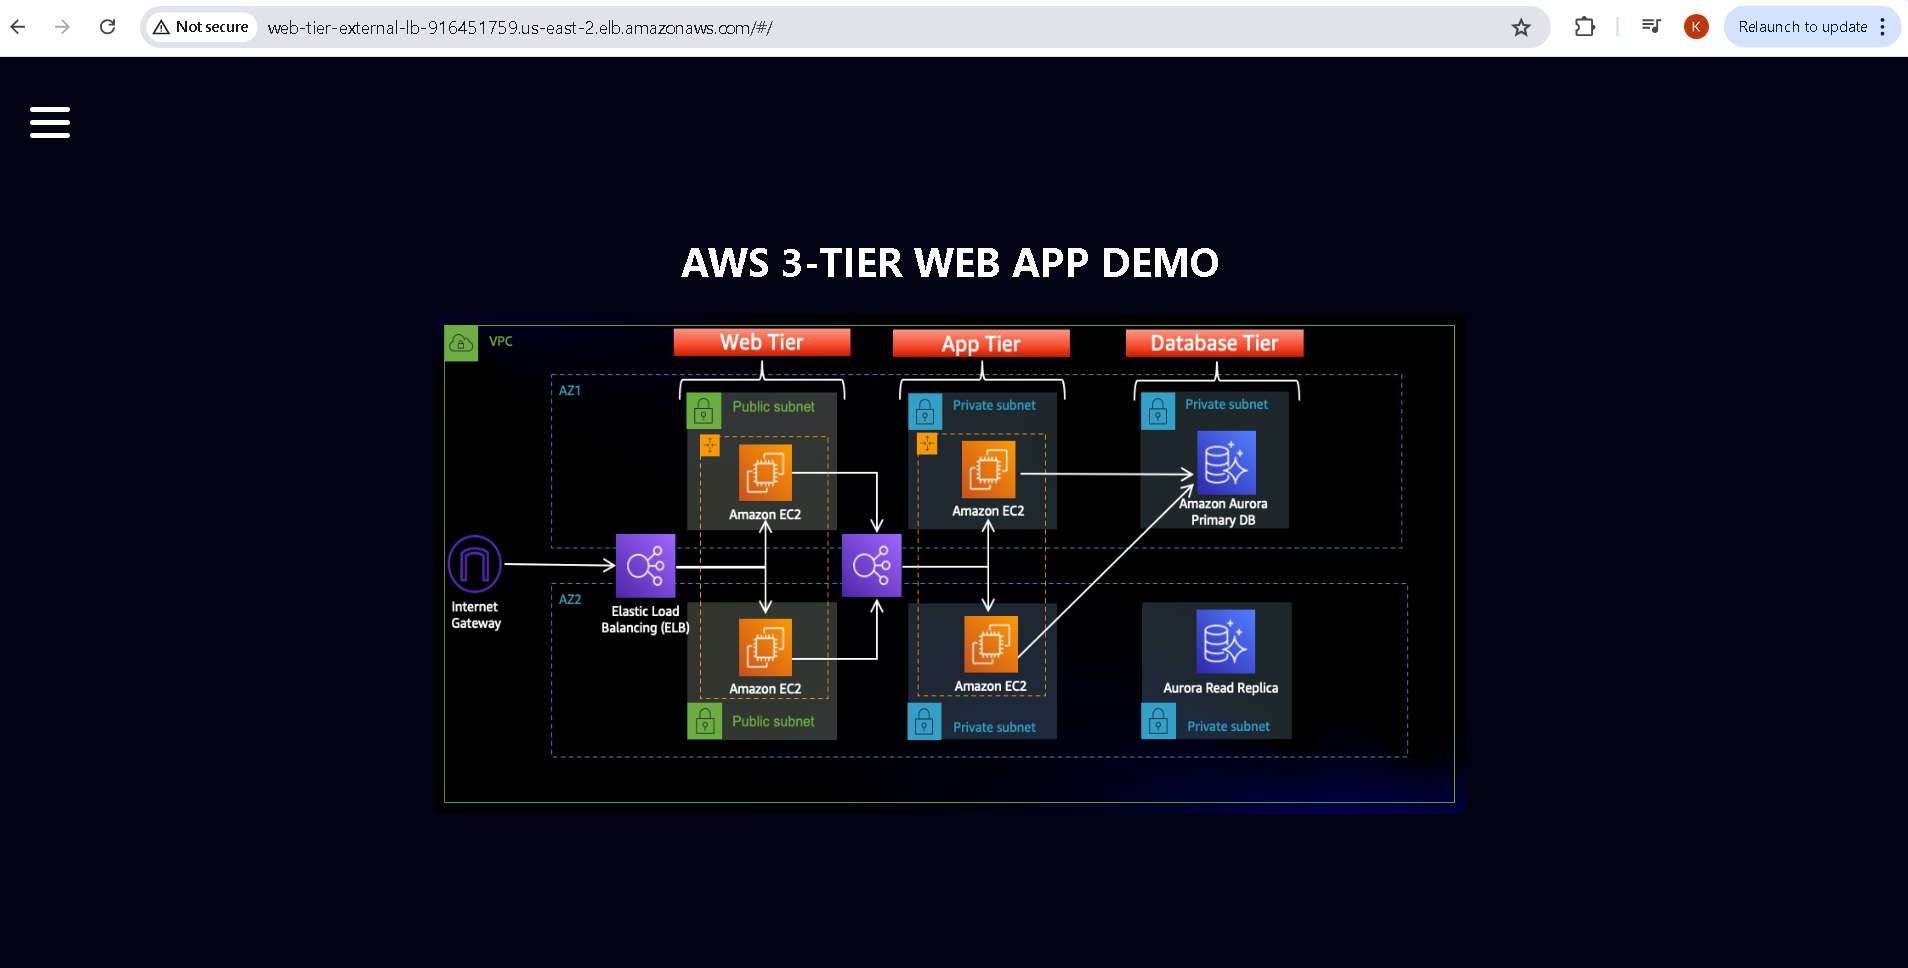 Not secure
web-tier-external-lb-916451759.us-east-2.elb.amazonaws.com/#/
K
Relaunch to update
AWS 3-TIER WEB APP DEMO
VPC
Web Tier
App Tier
Database Tier
AZ1
Public subnet
Private subnet
Private subnet
Amazon EC2
Amazon EC2
Amazon Aurora
Primary DB
Internet
Gateway
Elastic Load
Balancing (ELB)
AZ2
Amazon EC2
Amazon EC2
Aurora Read Replica
Public subnet
Private subnet
Private subnet